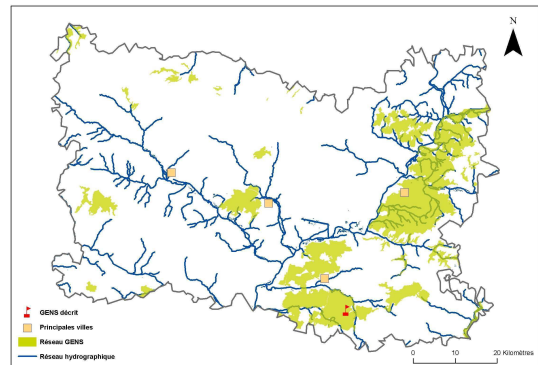 N
GENS décrit
Principales villes
Réseau GENS
Réseau hydrographique
0 10 20 Kilomètres